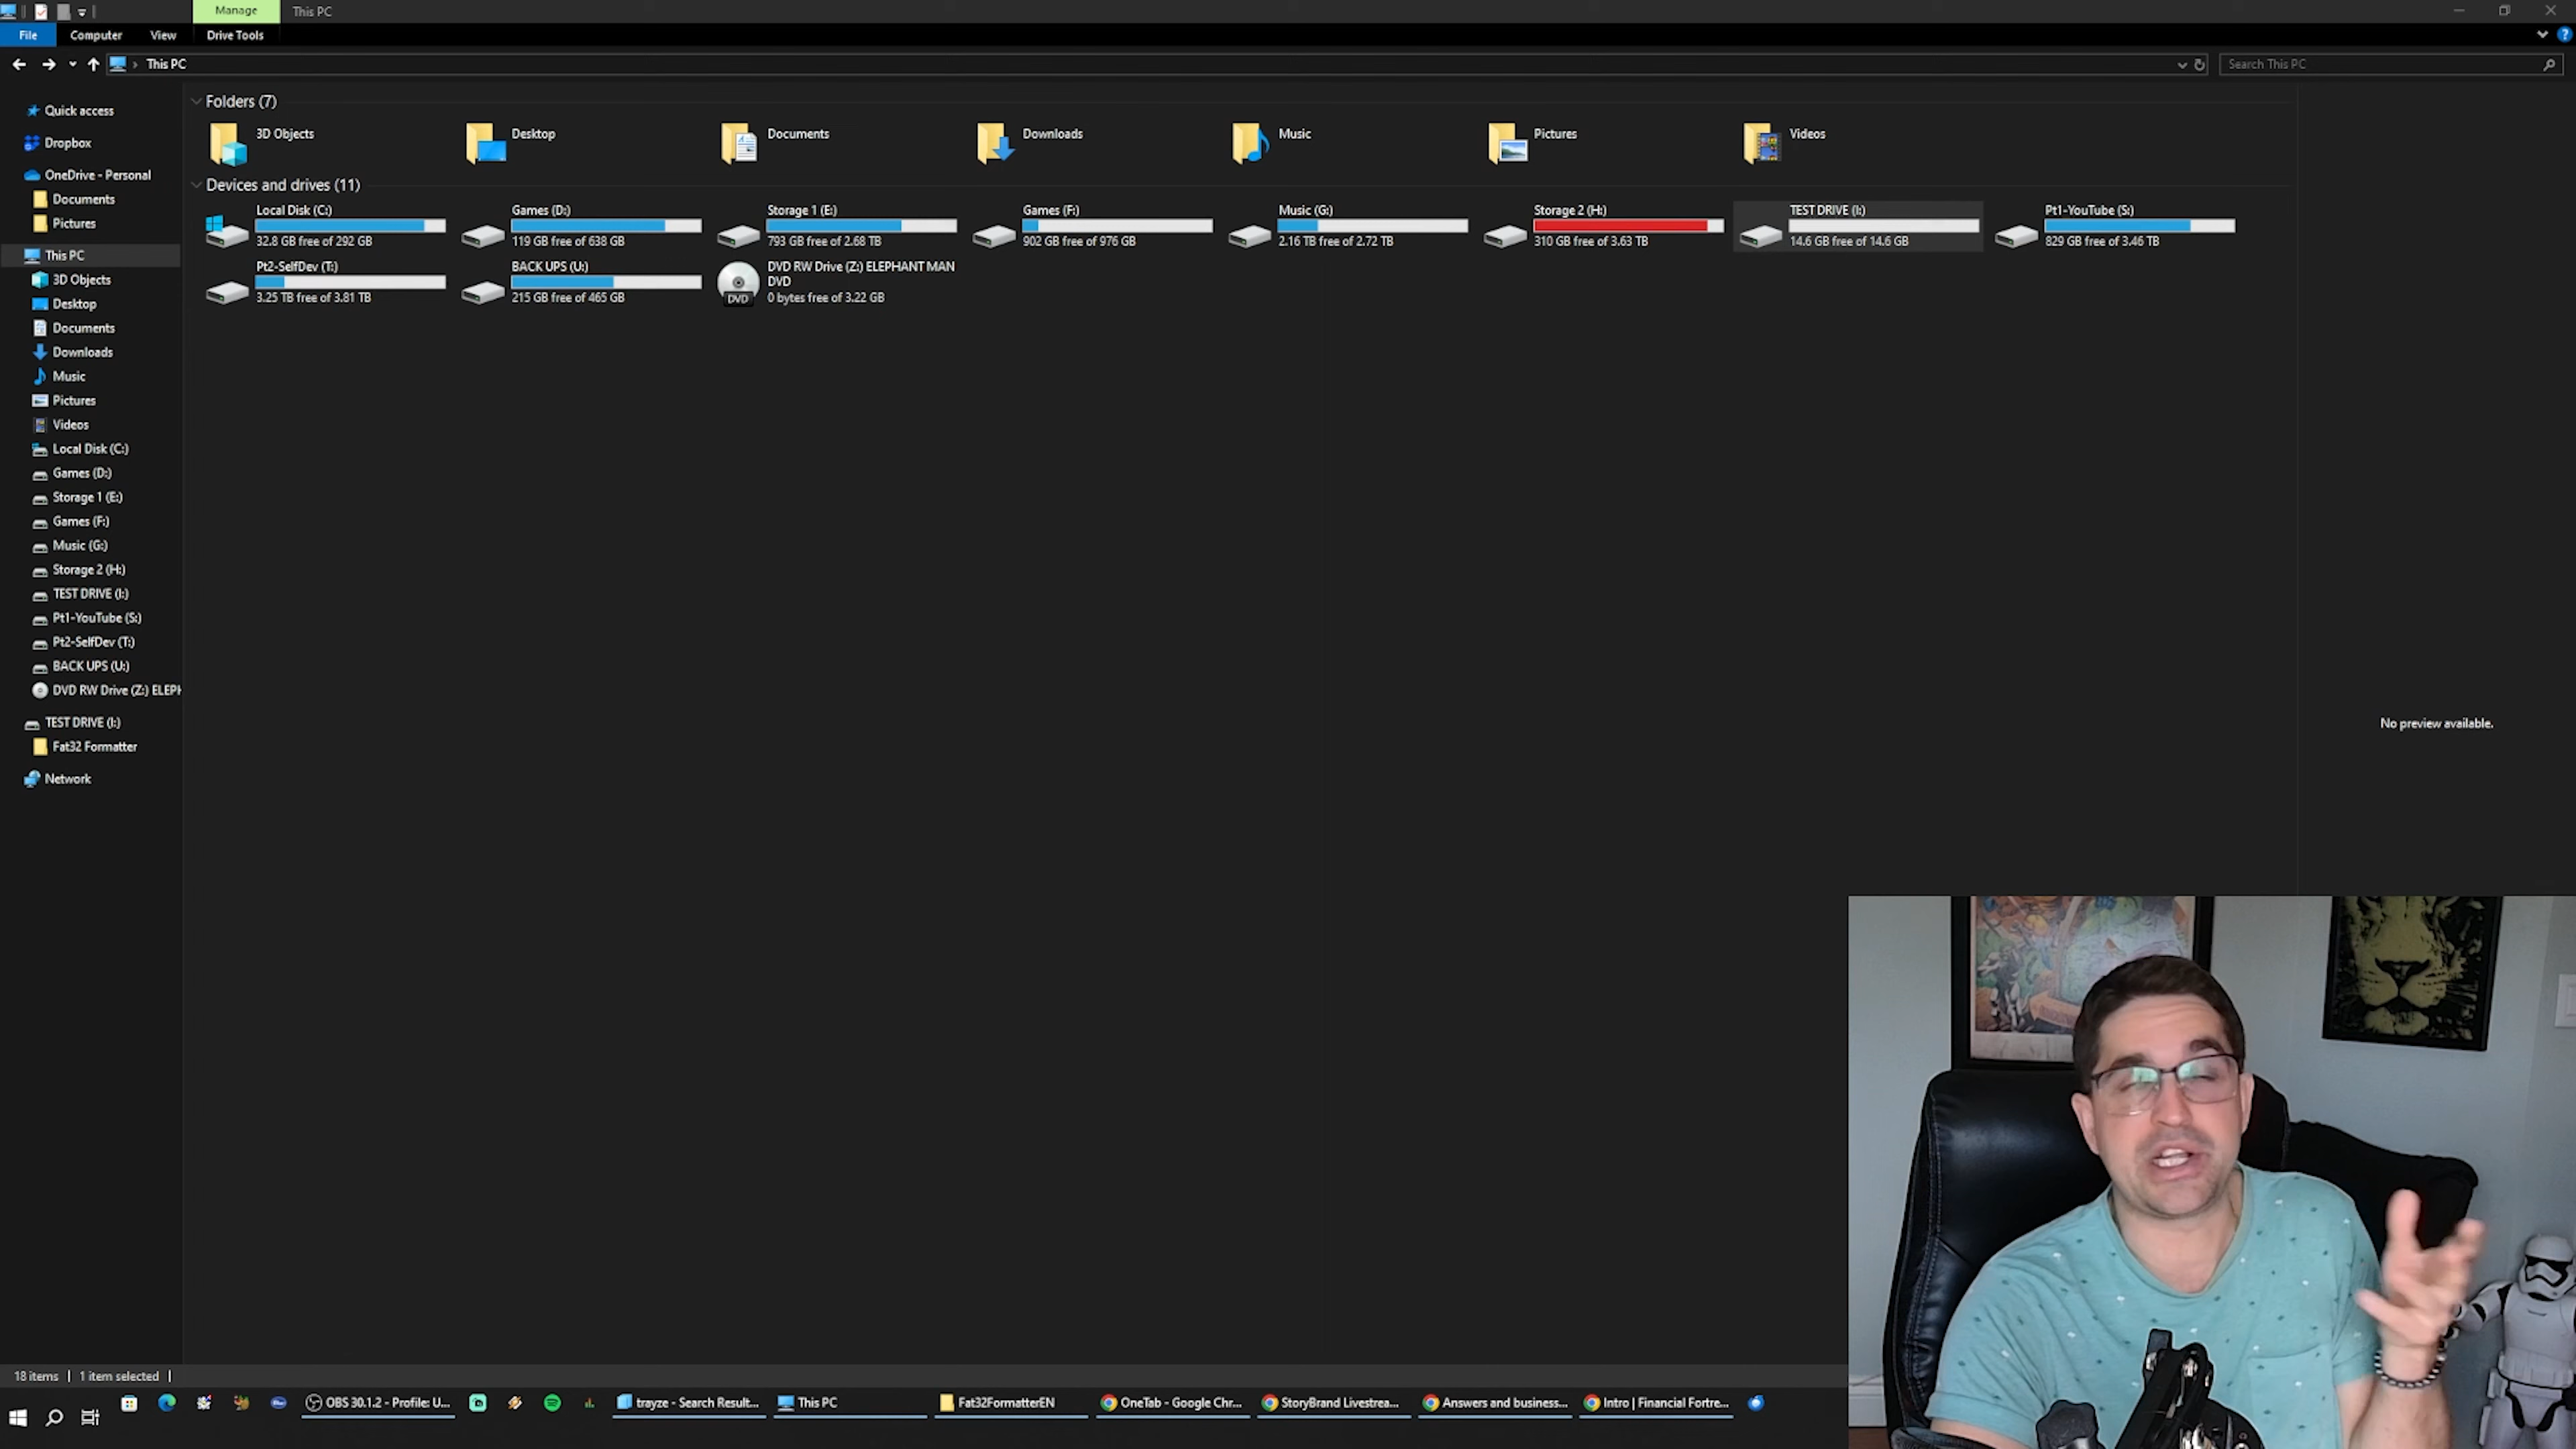 Manage
This PC
File
Computer
View
Drive Tools
This PC
Search This PC
Quick access
Dropbox
OneDrive - Personal
Documents
Pictures
This PC
3D Objects
Desktop
Documents
Downloads
Music
Pictures
Videos
Local Disk (C:)
Games (D:)
Storage 1 (E:)
Games (F:)
Music (G:)
Storage 2 (H:)
TEST DRIVE (I:)
Pt1-YouTube (S:)
Pt2-SelfDev (T:)
BACK UPS (U:)
DVD RW Drive (Z:) ELEPH
TEST DRIVE (I:)
Fat32 Formatter
Network
Folders (7)
3D Objects
Desktop
Documents
Downloads
Music
Pictures
Videos
Devices and drives (11)
Local Disk (C:)
32.8 GB free of 292 GB
Games (D:)
119 GB free of 638 GB
Storage 1 (E:)
793 GB free of 2.68 TB
Games (F:)
902 GB free of 976 GB
Music (G:)
2.16 TB free of 2.72 TB
Storage 2 (H:)
310 GB free of 3.63 TB
TEST DRIVE (I:)
14.6 GB free of 14.6 GB
Pt1-YouTube (S:)
829 GB free of 3.46 TB
Pt2-SelfDev (T:)
3.25 TB free of 3.81 TB
BACK UPS (U:)
215 GB free of 465 GB
DVD
DVD RW Drive (Z:) ELEPHANT MAN
DVD
0 bytes free of 3.22 GB
No preview available.
18 items
1 item selected
OBS 30.1.2 - Profile: U...
trayze - Search Result...
This PC
Fat32FormatterEN
OneTab - Google Chr...
StoryBrand Livestrea...
Answers and business...
Intro | Financial Fortre...